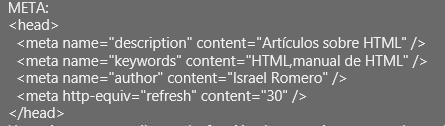 META:
<head>
<meta name="description" content="Artículos sobre HTML" />
<meta name="keywords" content="HTML,manual de HTML" />
<meta name="author" content="Israel Romero" />
<meta http-equiv="refresh" content="30" />
</head>